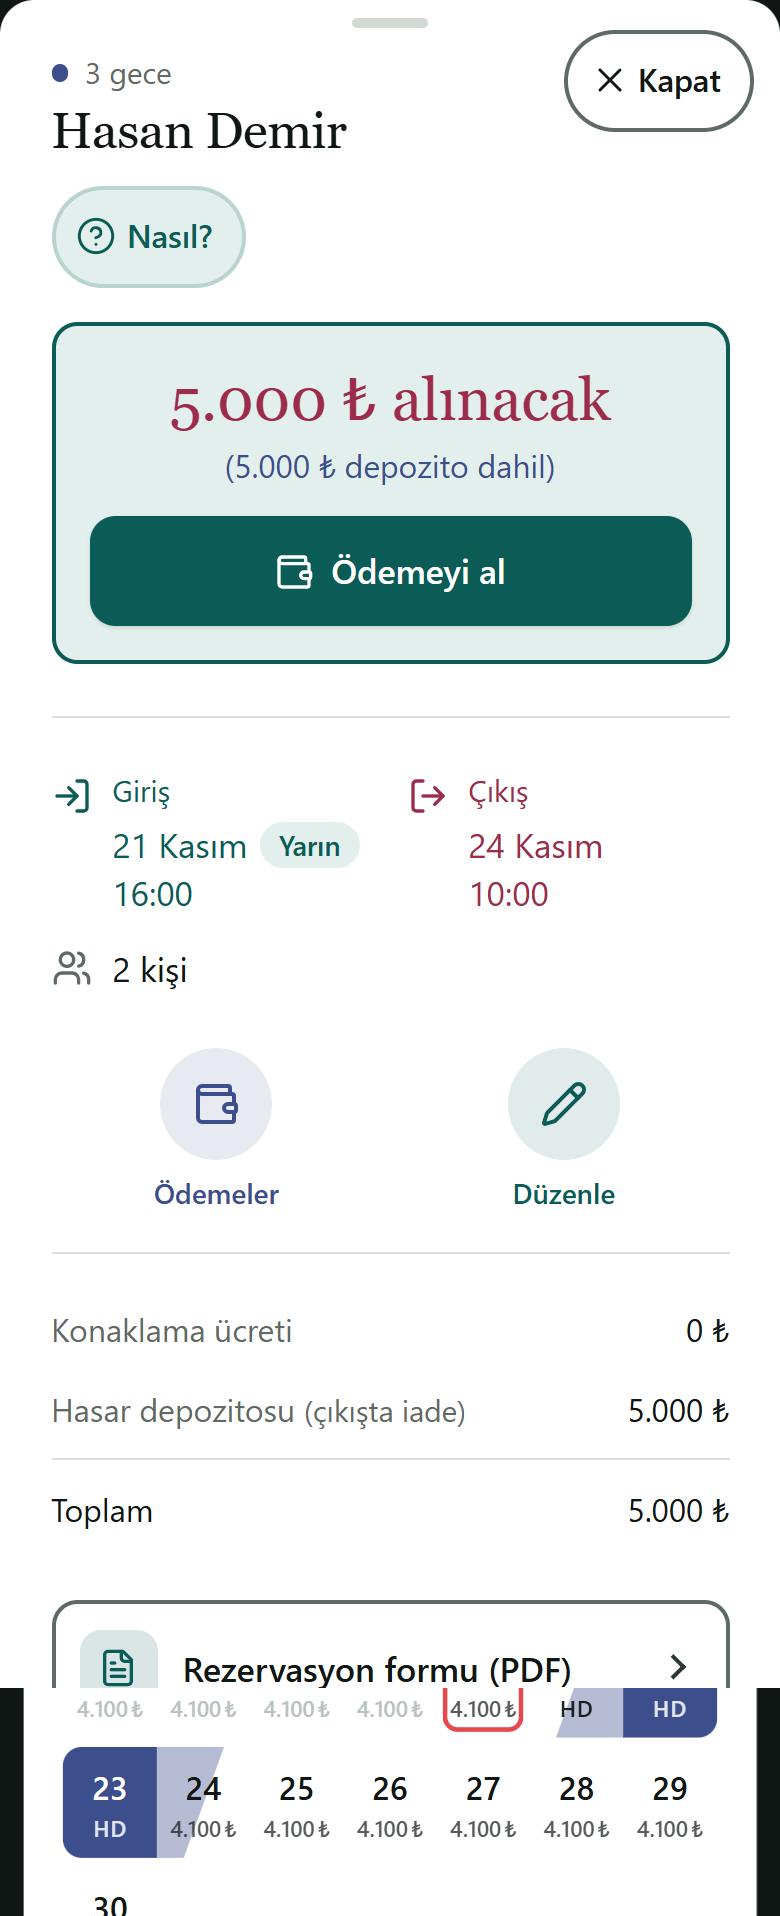 3 gece
Kapat
Hasan Demir
Nasıl?
5.000 ₺ alınacak
(5.000 ₺ depozito dahil)
Ödemeyi al
Giriş
21 Kasım Yarın
16:00
Çıkış
24 Kasım
10:00
2 kişi
Ödemeler
Düzenle
Konaklama ücreti 0 ₺
Hasar depozitosu (çıkışta iade) 5.000 ₺
Toplam 5.000 ₺
Rezervasyon formu (PDF)
4.100 ₺ 4.100 ₺ 4.100 ₺ 4.100 ₺ 4.100 ₺ HD HD
23 24 25 26 27 28 29
HD 4.100 ₺ 4.100 ₺ 4.100 ₺ 4.100 ₺ 4.100 ₺ 4.100 ₺
30